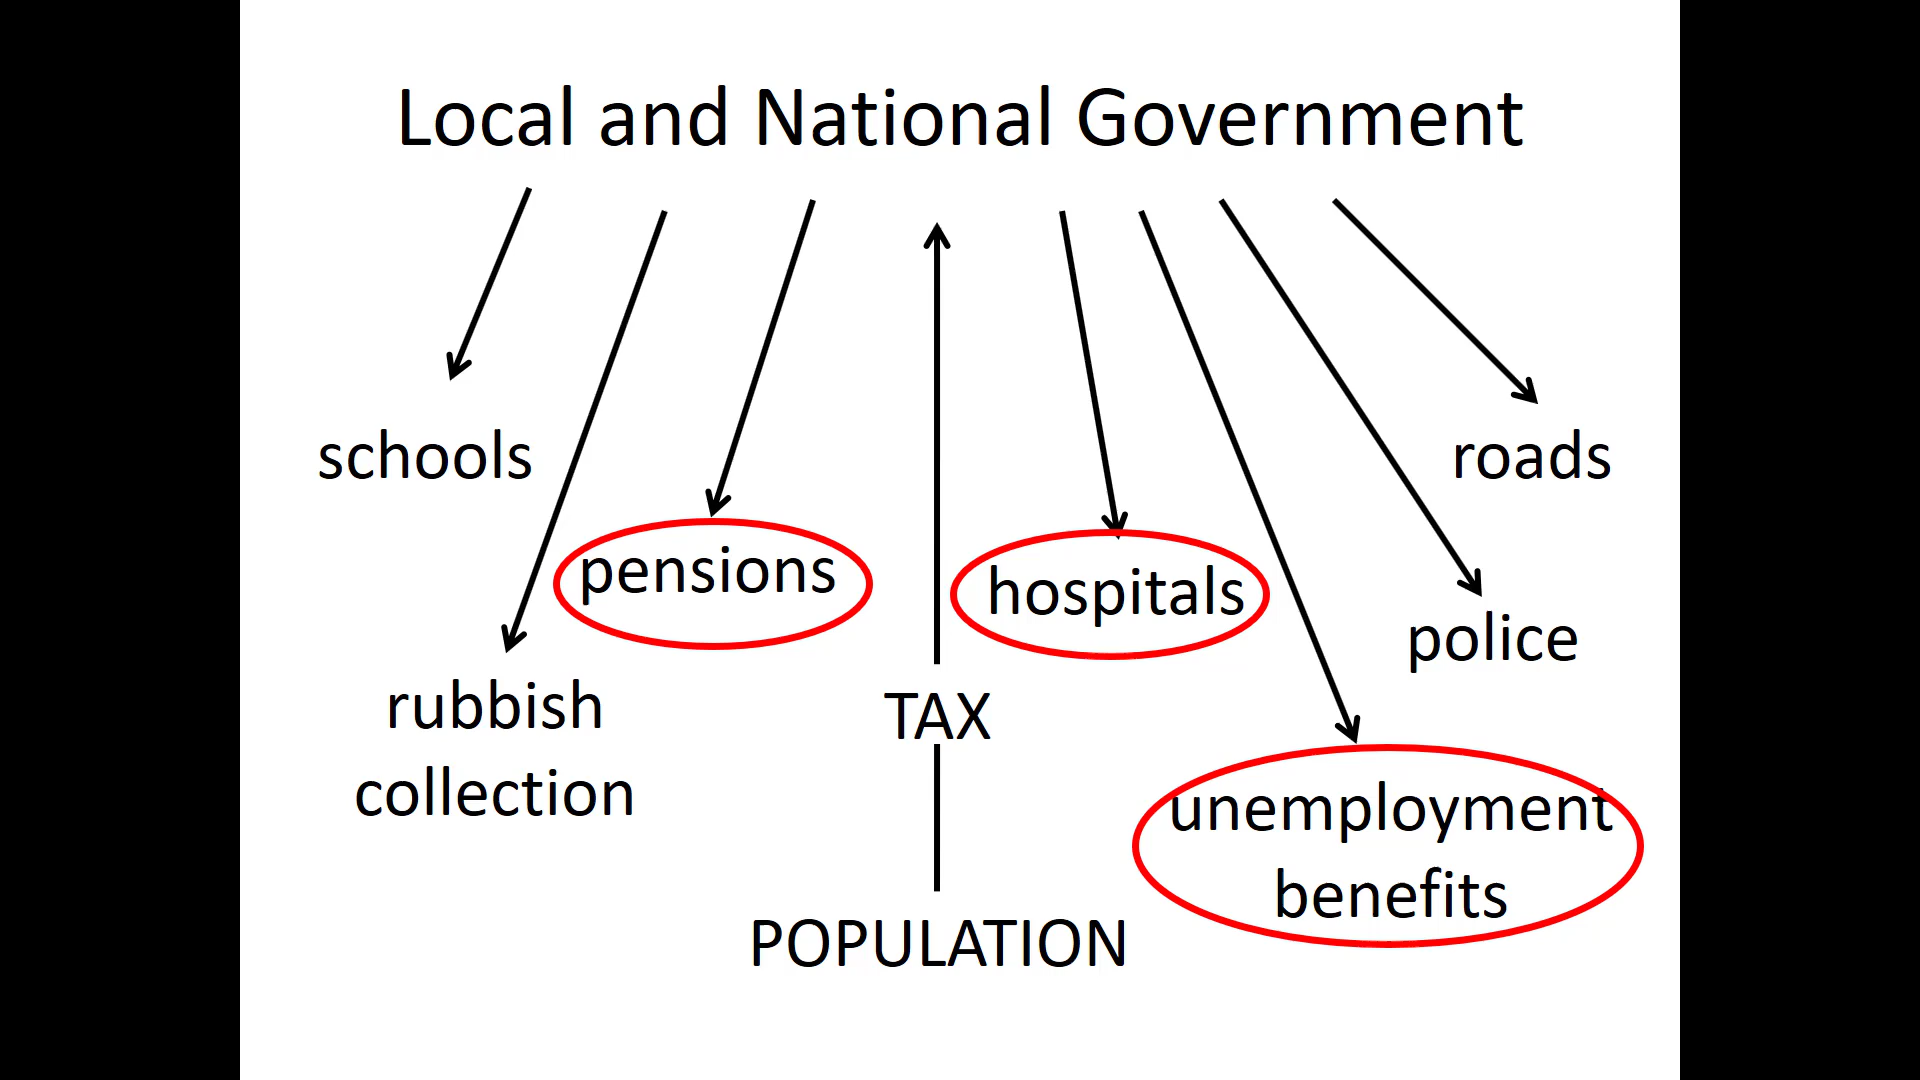 Local and National Government
schools
roads
pensions
hospitals
police
rubbish
collection
TAX
unemployment
benefits
POPULATION